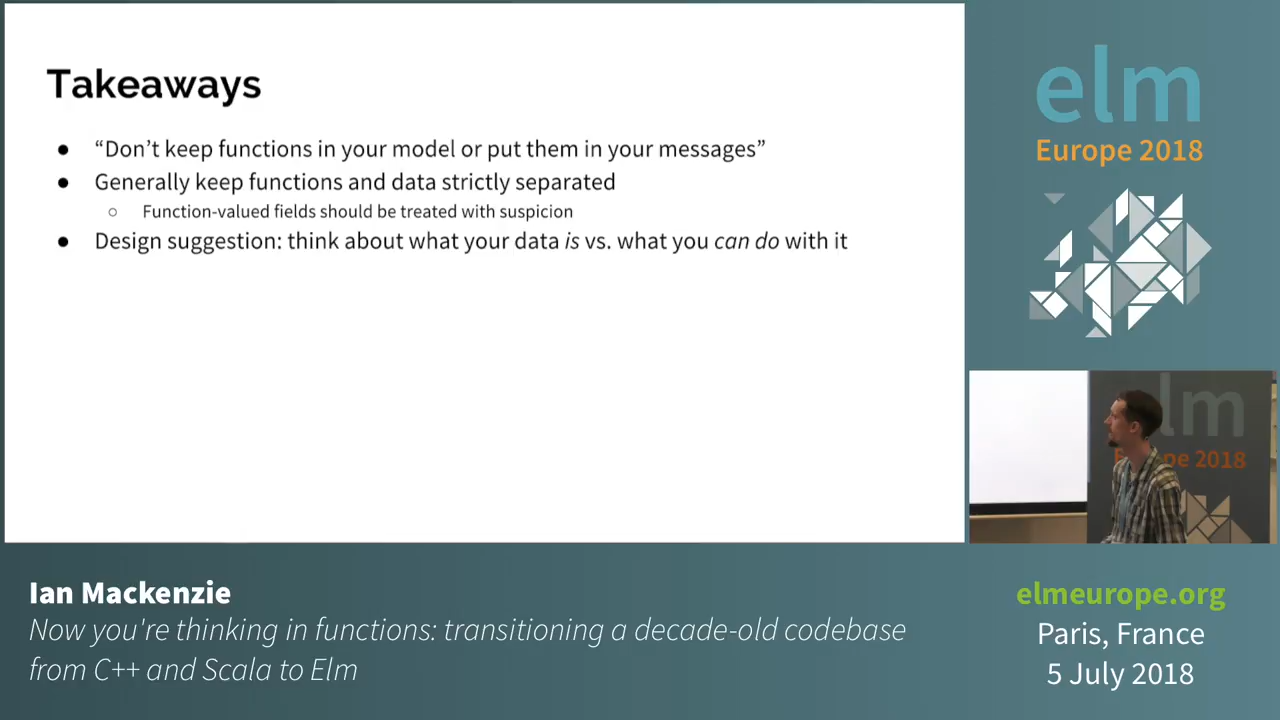 Takeaways
“Don’t keep functions in your model or put them in your messages”
Generally keep functions and data strictly separated
Function-valued fields should be treated with suspicion
Design suggestion: think about what your data is vs. what you can do with it
elm
Europe 2018
lm
Europe 2018
Ian Mackenzie
Now you're thinking in functions: transitioning a decade-old codebase
from C++ and Scala to Elm
elmeurope.org
Paris, France
5 July 2018